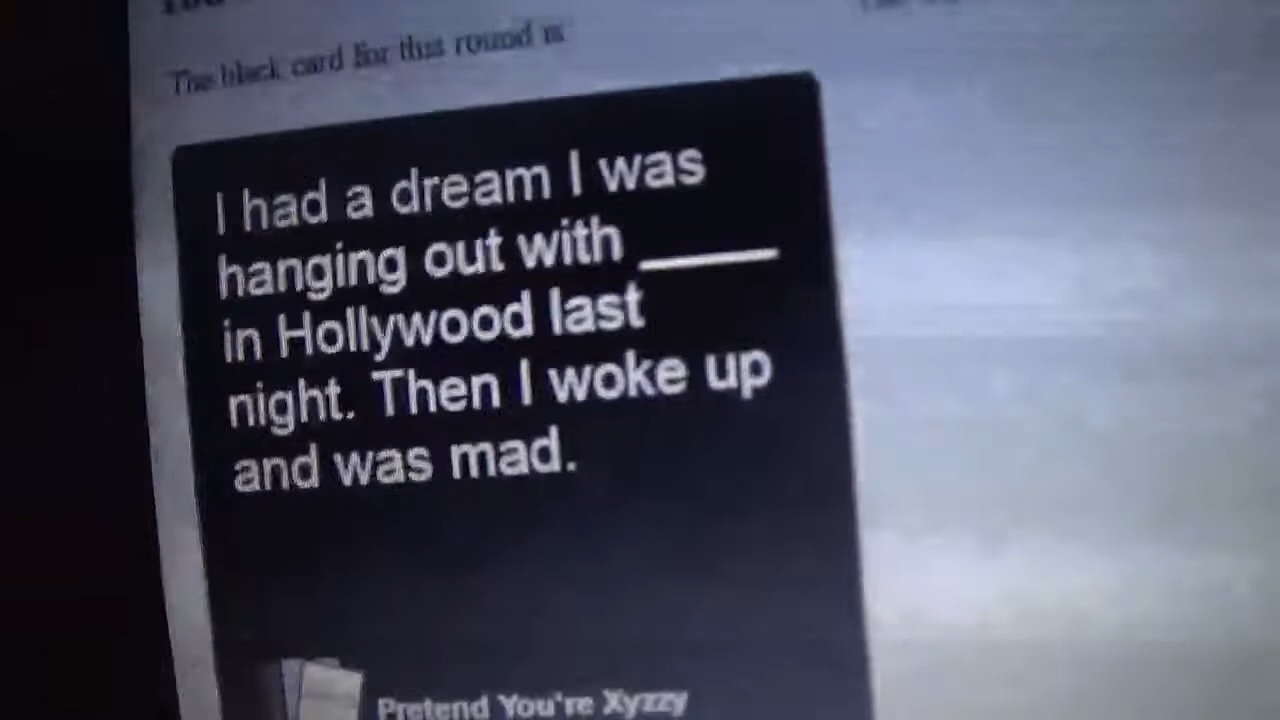 The black card for this round is:
I had a dream I was
hanging out with _____
in Hollywood last
night. Then I woke up
and was mad.
Pretend You're Xyzzy